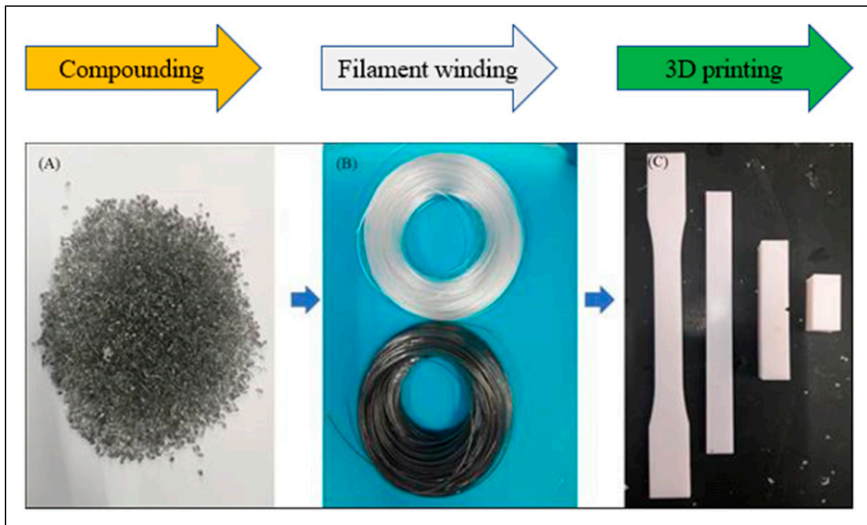 Compounding
Filament winding
3D printing
(A)
(B)
(C)